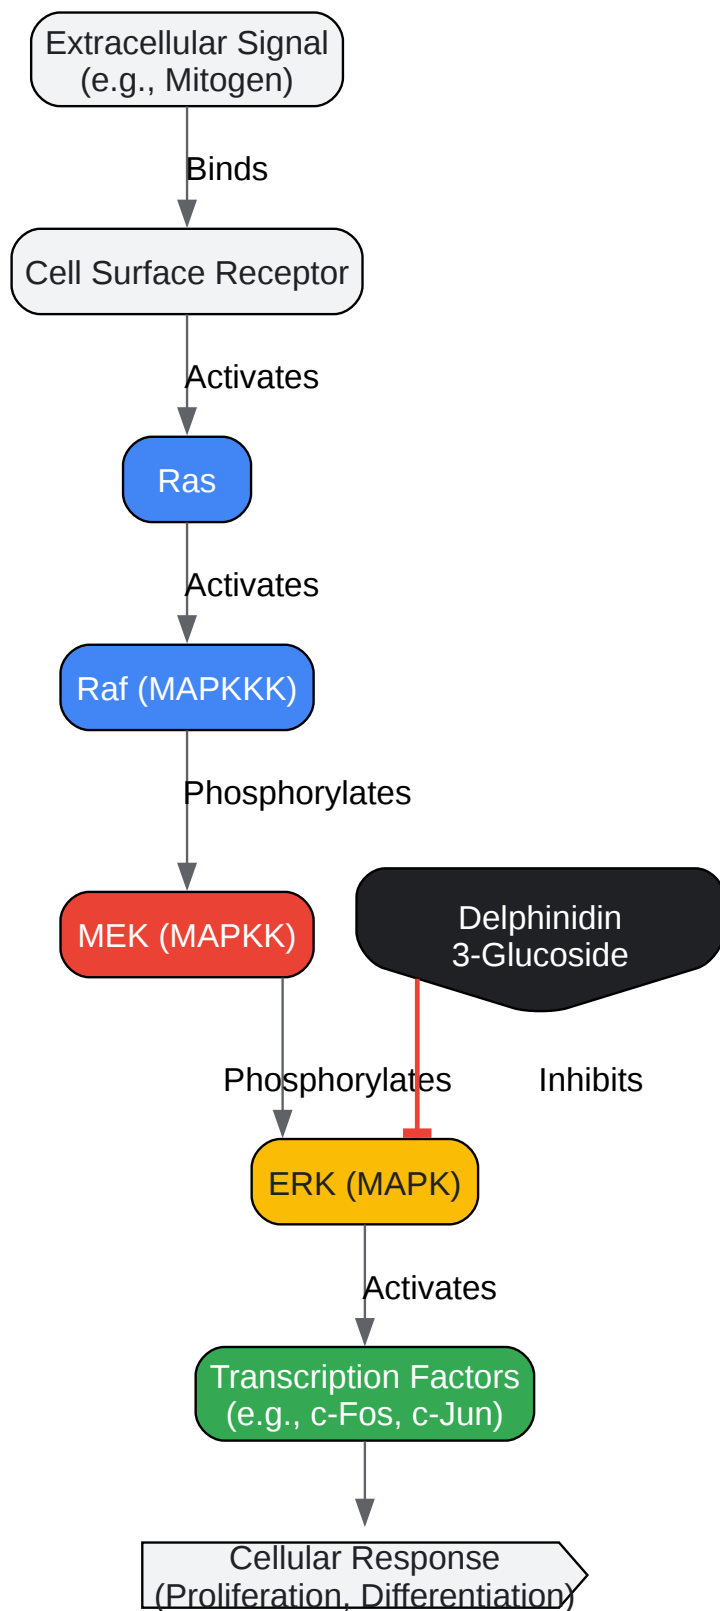 Extracellular Signal
(e.g., Mitogen)
Binds
Cell Surface Receptor
Activates
Ras
Activates
Raf (MAPKKK)
Phosphorylates
MEK (MAPKK)
Delphinidin
3-Glucoside
Phosphorylates
Inhibits
ERK (MAPK)
Activates
Transcription Factors
(e.g., c-Fos, c-Jun)
Cellular Response
(Proliferation, Differentiation)